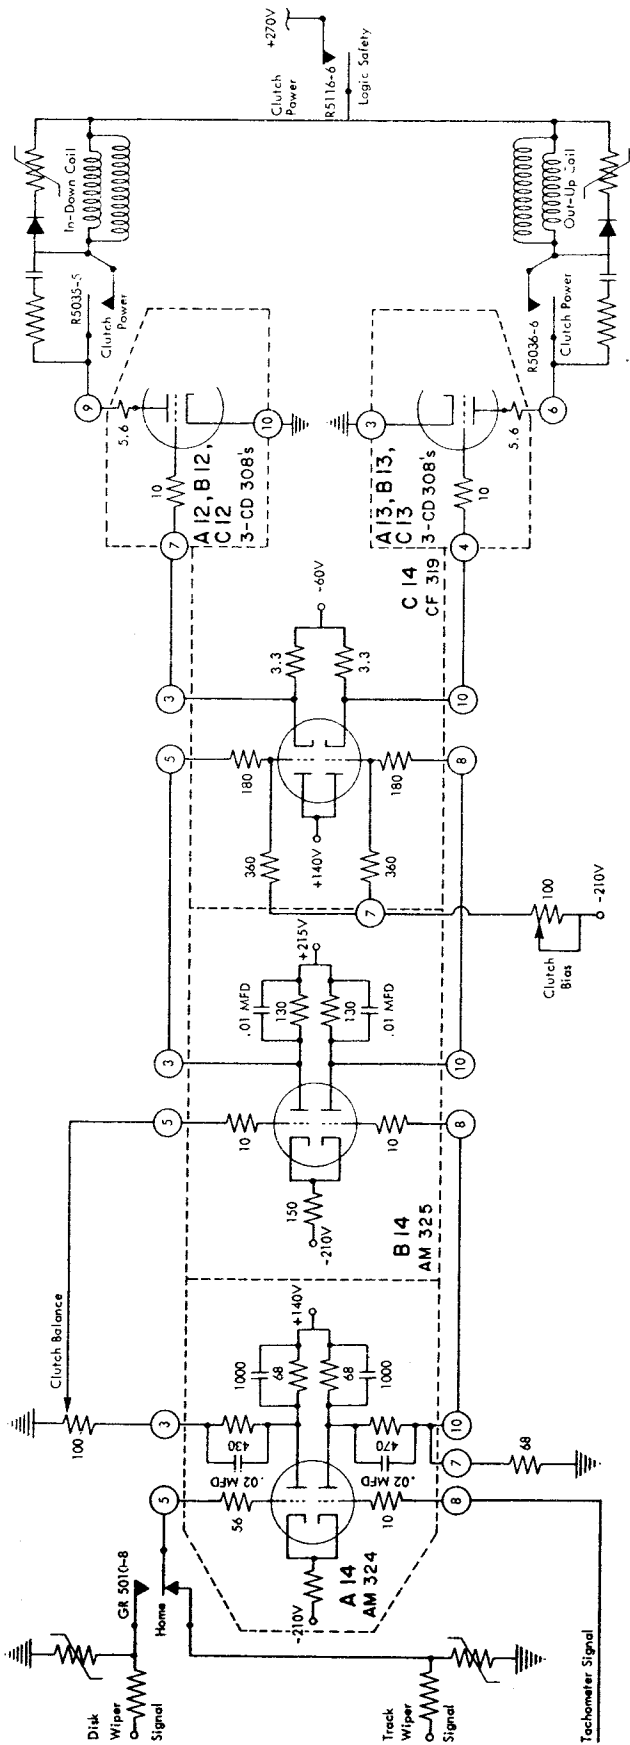 +270V
Clutch
Power
R5116-6
Logic Safety
In-Down Coil
R5035-5
Clutch
Power
Out-Up Coil
R5036-6
Clutch Power
9
5.6
10
10
7
A12, B12,
C12
3-CD 308's
3
A13, B13,
C13
3-CD 308's
6
5.6
10
4
C 14
CF 319
-60V
3.3
3.3
3
10
5
180
180
8
+140V
360
360
7
100
Clutch
Bias
-210V
+215V
.01 MFD
130
130
.01 MFD
3
10
5
10
10
8
150
-210V
B 14
AM 325
Clutch Balance
100
+140V
1000
68
68
1000
3
430
.02 MFD
470
.02 MFD
10
7
68
5
56
10
8
-210V
A 14
AM 324
GR 5010-8
Home
Disk
Wiper
Signal
Track
Wiper
Signal
Tachometer Signal